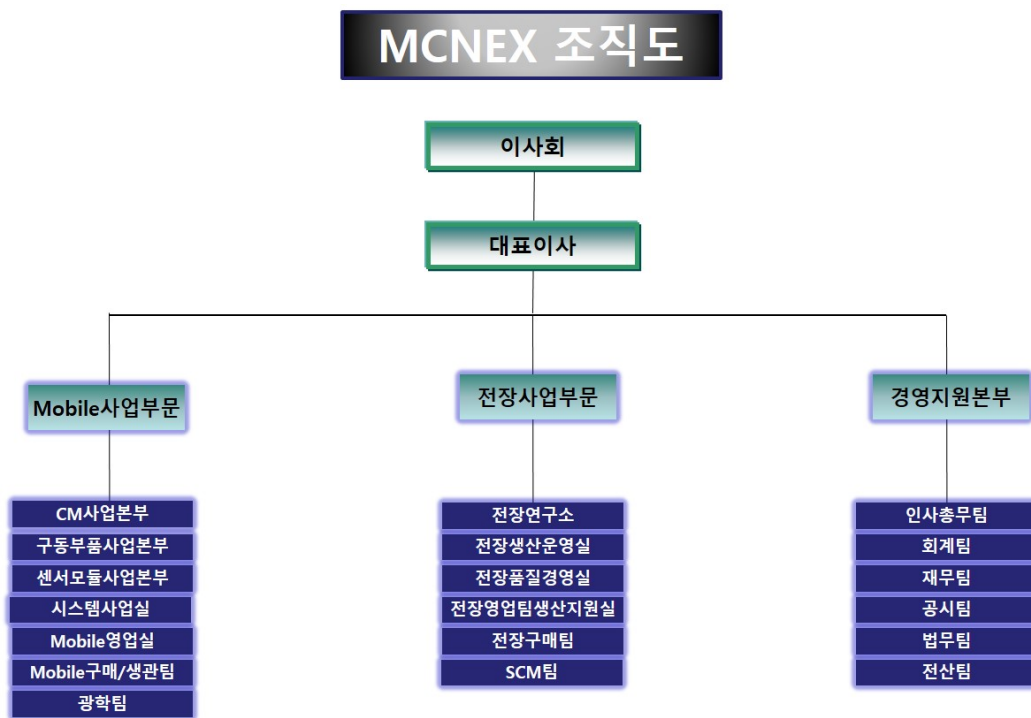 MCNEX 조직도
이사회
대표이사
Mobile사업부문
전장사업부문
경영지원본부
CM사업본부
구동부품사업본부
센서모듈사업본부
시스템사업실
Mobile영업실
Mobile구매/생관팀
광학팀
전장연구소
전장생산운영실
전장품질경영실
전장영업팀생산지원실
전장구매팀
SCM팀
인사총무팀
회계팀
재무팀
공시팀
법무팀
전산팀